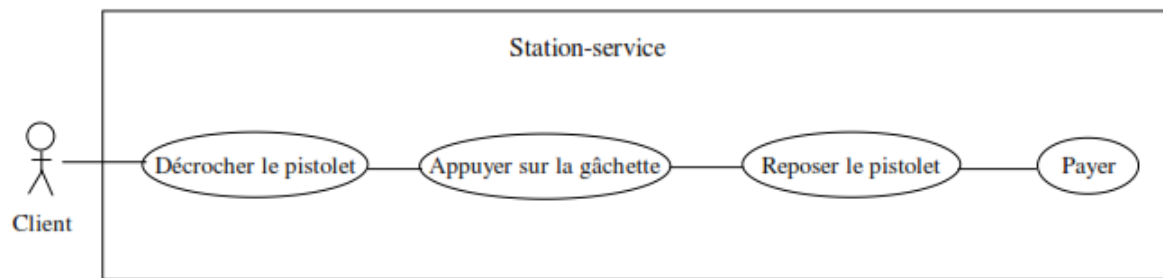 Station-service
Décrocher le pistolet
Appuyer sur la gâchette
Reposer le pistolet
Payer
Client